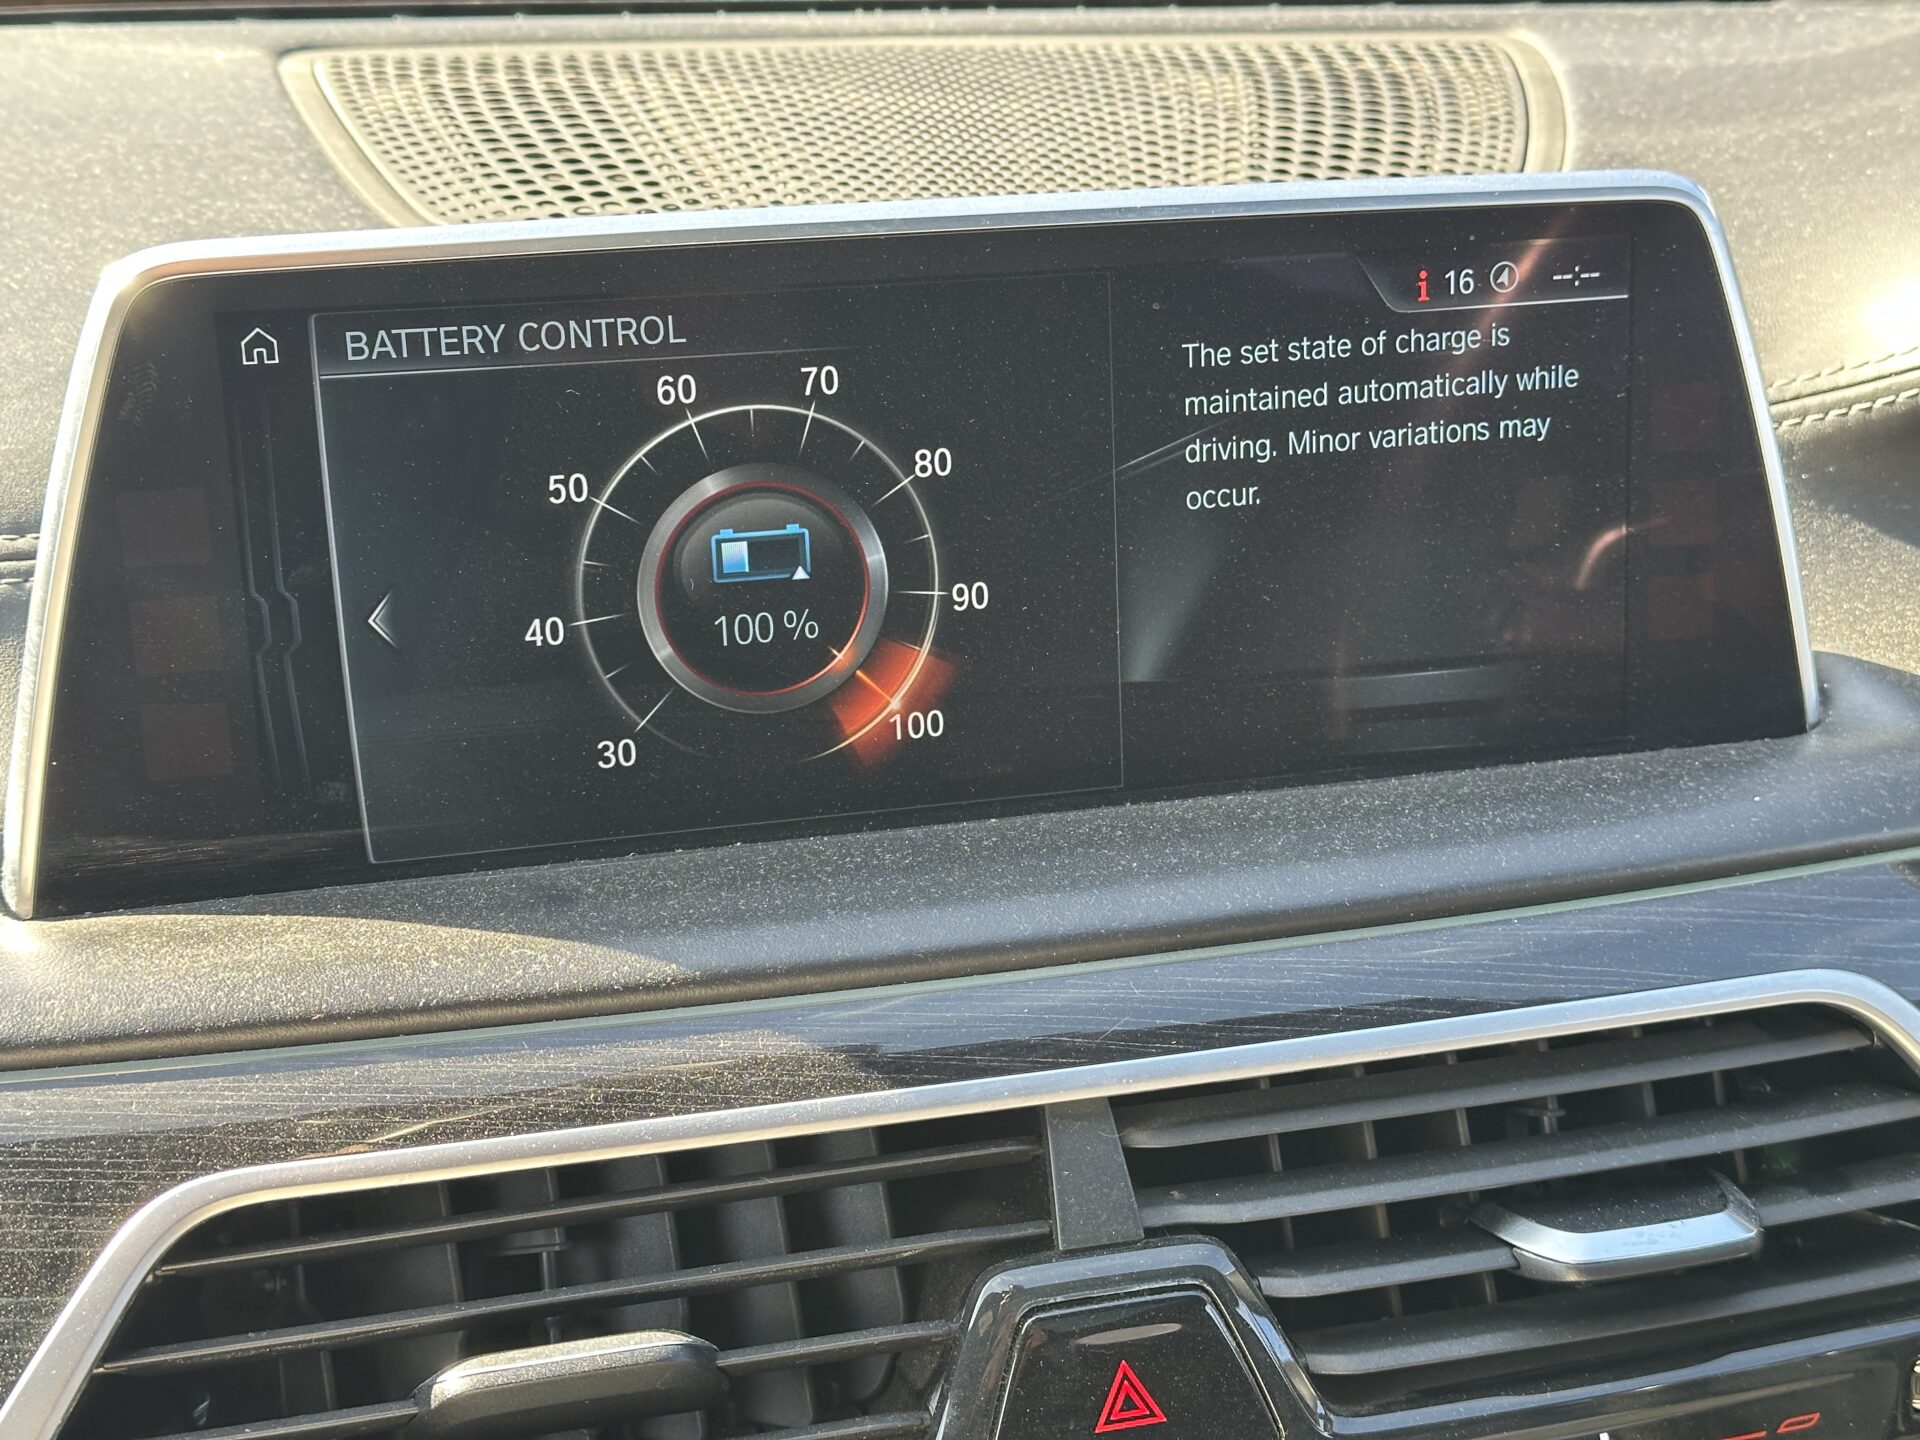 i 16 --:--
BATTERY CONTROL
The set state of charge is
maintained automatically while
driving. Minor variations may
occur.
60 70
50 80
40 90
30 100
100 %